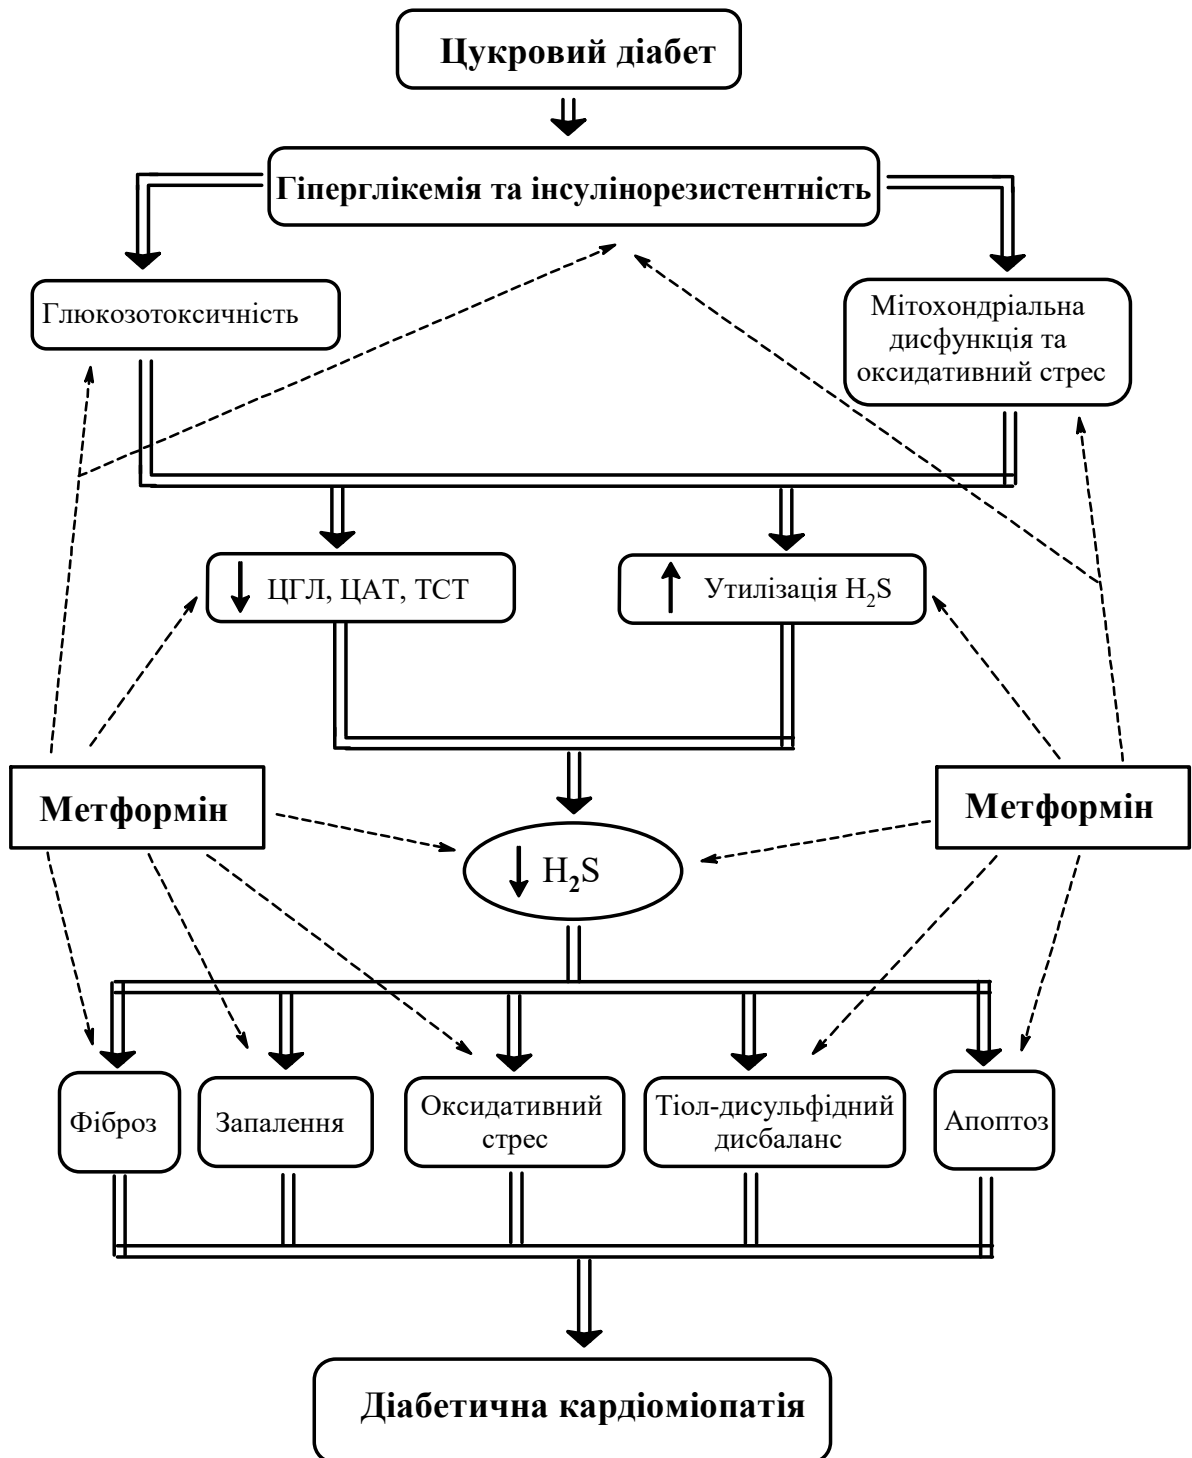 Цукровий діабет
Гіперглікемія та інсулінорезистентність
Глюкозотоксичність
Мітохондріальна
дисфункція та
оксидативний стрес
↓ ЦГЛ, ЦАТ, ТСТ
↑ Утилізація H₂S
Метформін
Метформін
↓ H₂S
Фіброз
Запалення
Оксидативний
стрес
Тіол-дисульфідний
дисбаланс
Апоптоз
Діабетична кардіоміопатія